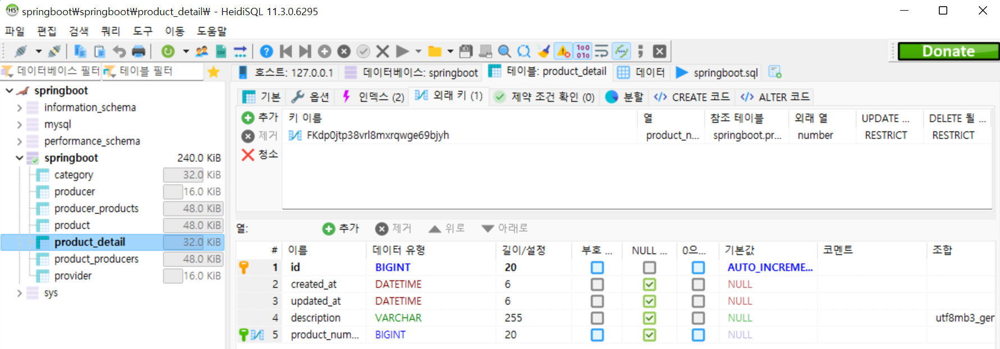 springboot₩springboot₩product_detail₩ - HeidiSQL 11.3.0.6295
파일 편집 검색 쿼리 도구 이동 도움말
Donate
데이터베이스 필터 테이블 필터
호스트: 127.0.0.1 데이터베이스: springboot 테이블: product_detail 데이터 springboot.sql
기본 옵션 인덱스 (2) 외래 키 (1) 제약 조건 확인 (0) 분할 CREATE 코드 ALTER 코드
springboot
information_schema
mysql
performance_schema
springboot 240.0 KiB
category 32.0 KiB
producer 16.0 KiB
producer_products 48.0 KiB
product 48.0 KiB
product_detail 32.0 KiB
product_producers 48.0 KiB
provider 16.0 KiB
sys
추가
제거
청소
키 이름 열 참조 테이블 외래 열 UPDATE ... DELETE 될 ...
FKdp0jtp38vrl8mxrqwge69bjyh product_n... springboot.pr... number RESTRICT RESTRICT
열: 추가 제거 위로 아래로
# 이름 데이터 유형 길이/설정 부호 ... NULL ... 0으... 기본값 코멘트 조합
1 id BIGINT 20 AUTO_INCREME...
2 created_at DATETIME 6 NULL
3 updated_at DATETIME 6 NULL
4 description VARCHAR 255 NULL utf8mb3_ger
5 product_num... BIGINT 20 NULL